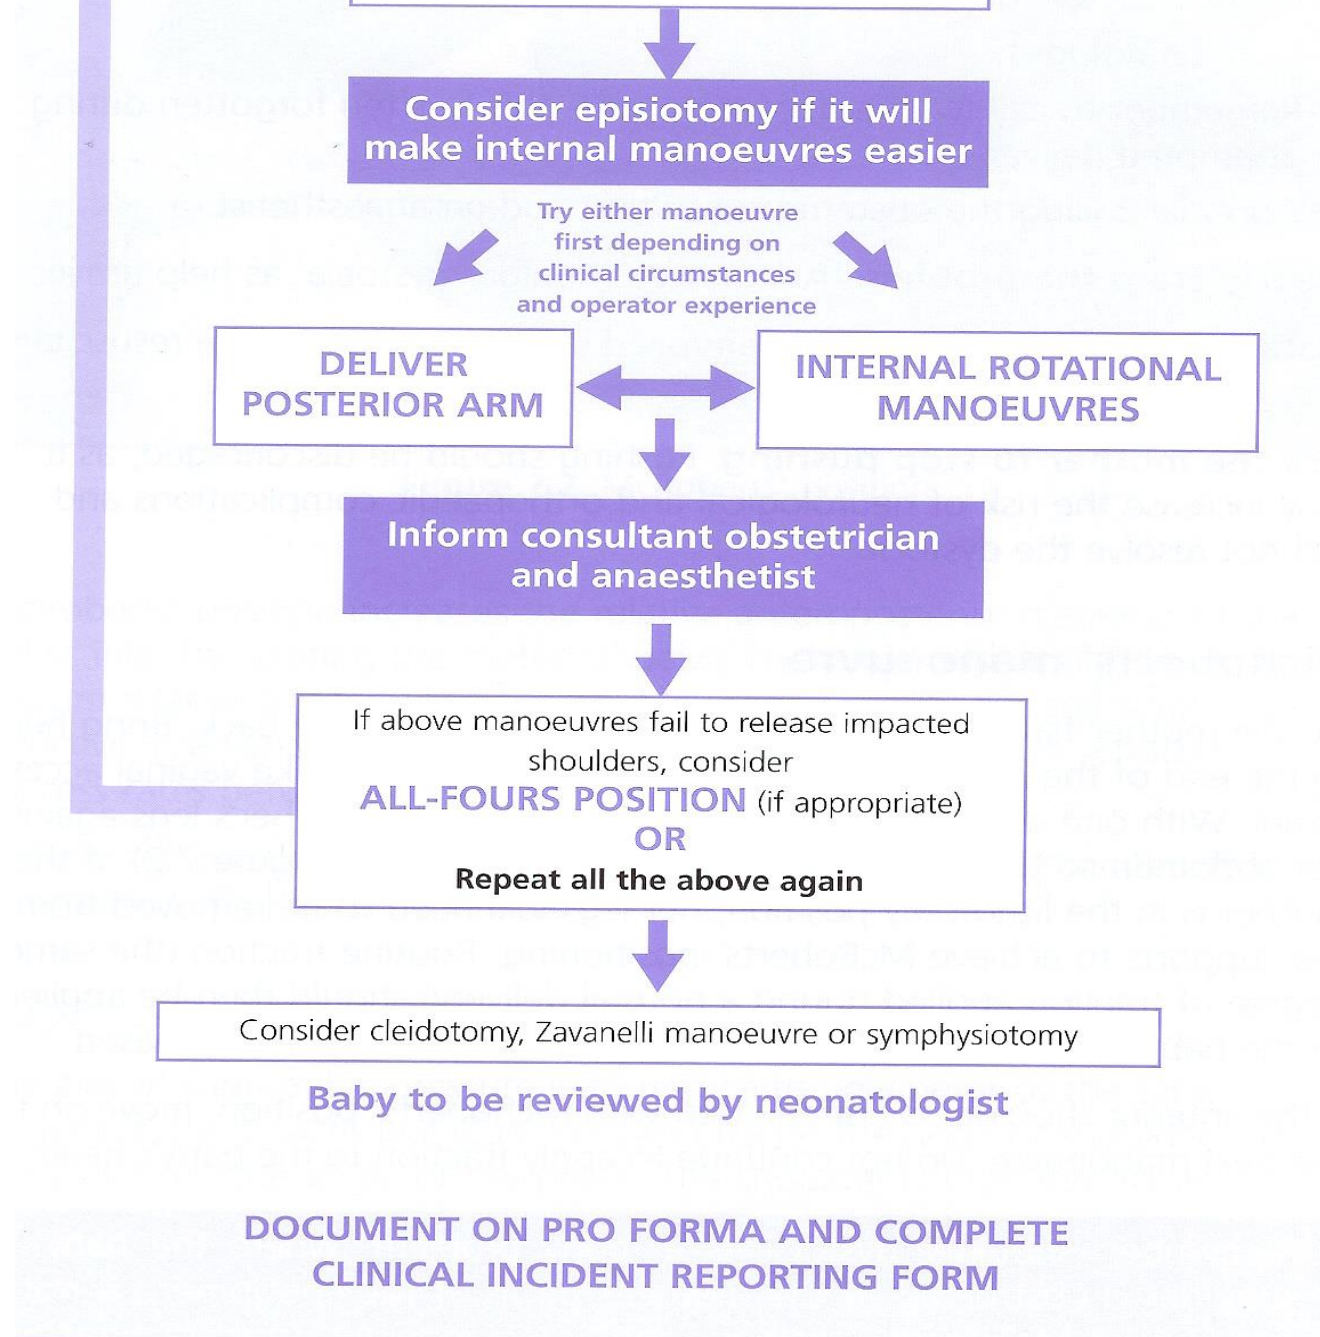 Consider episiotomy if it will
make internal manoeuvres easier
Try either manoeuvre
first depending on
clinical circumstances
and operator experience
DELIVER
POSTERIOR ARM
INTERNAL ROTATIONAL
MANOEUVRES
Inform consultant obstetrician
and anaesthetist
If above manoeuvres fail to release impacted
shoulders, consider
ALL-FOURS POSITION (if appropriate)
OR
Repeat all the above again
Consider cleidotomy, Zavanelli manoeuvre or symphysiotomy
Baby to be reviewed by neonatologist
DOCUMENT ON PRO FORMA AND COMPLETE
CLINICAL INCIDENT REPORTING FORM